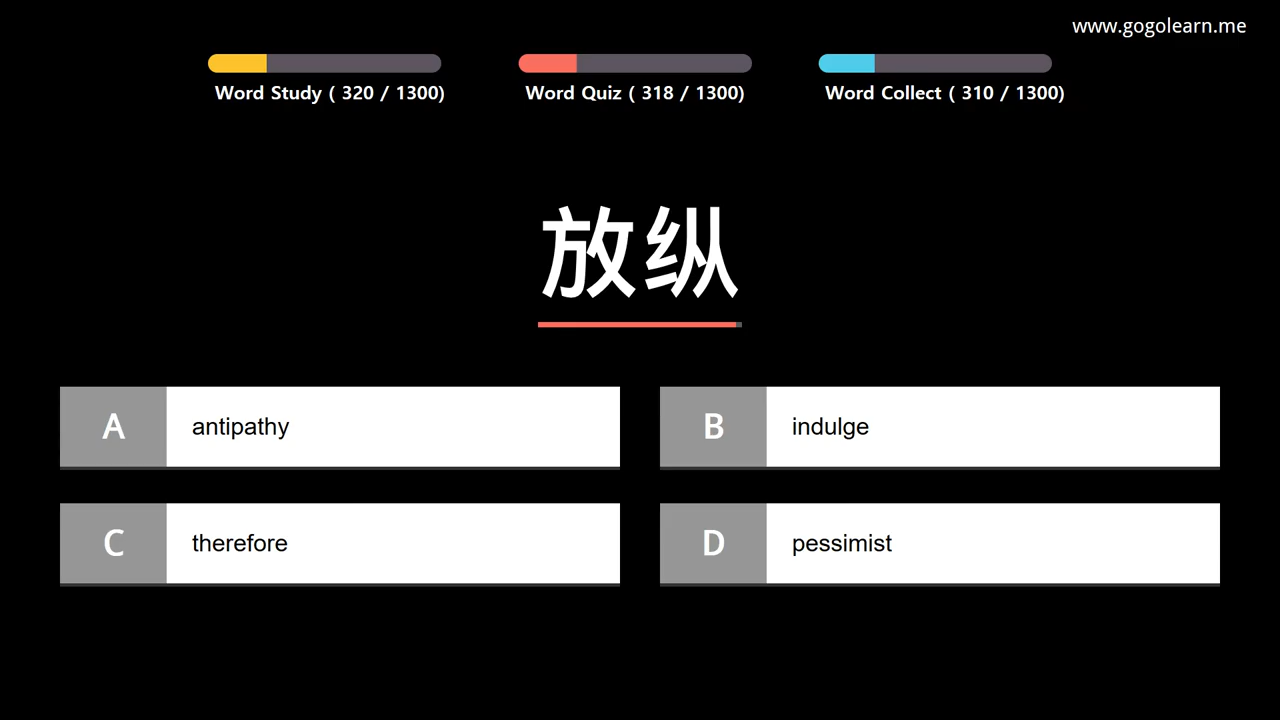 www.gogolearn.me
Word Study ( 320 / 1300)
Word Quiz ( 318 / 1300)
Word Collect ( 310 / 1300)
放纵
A antipathy
B indulge
C therefore
D pessimist